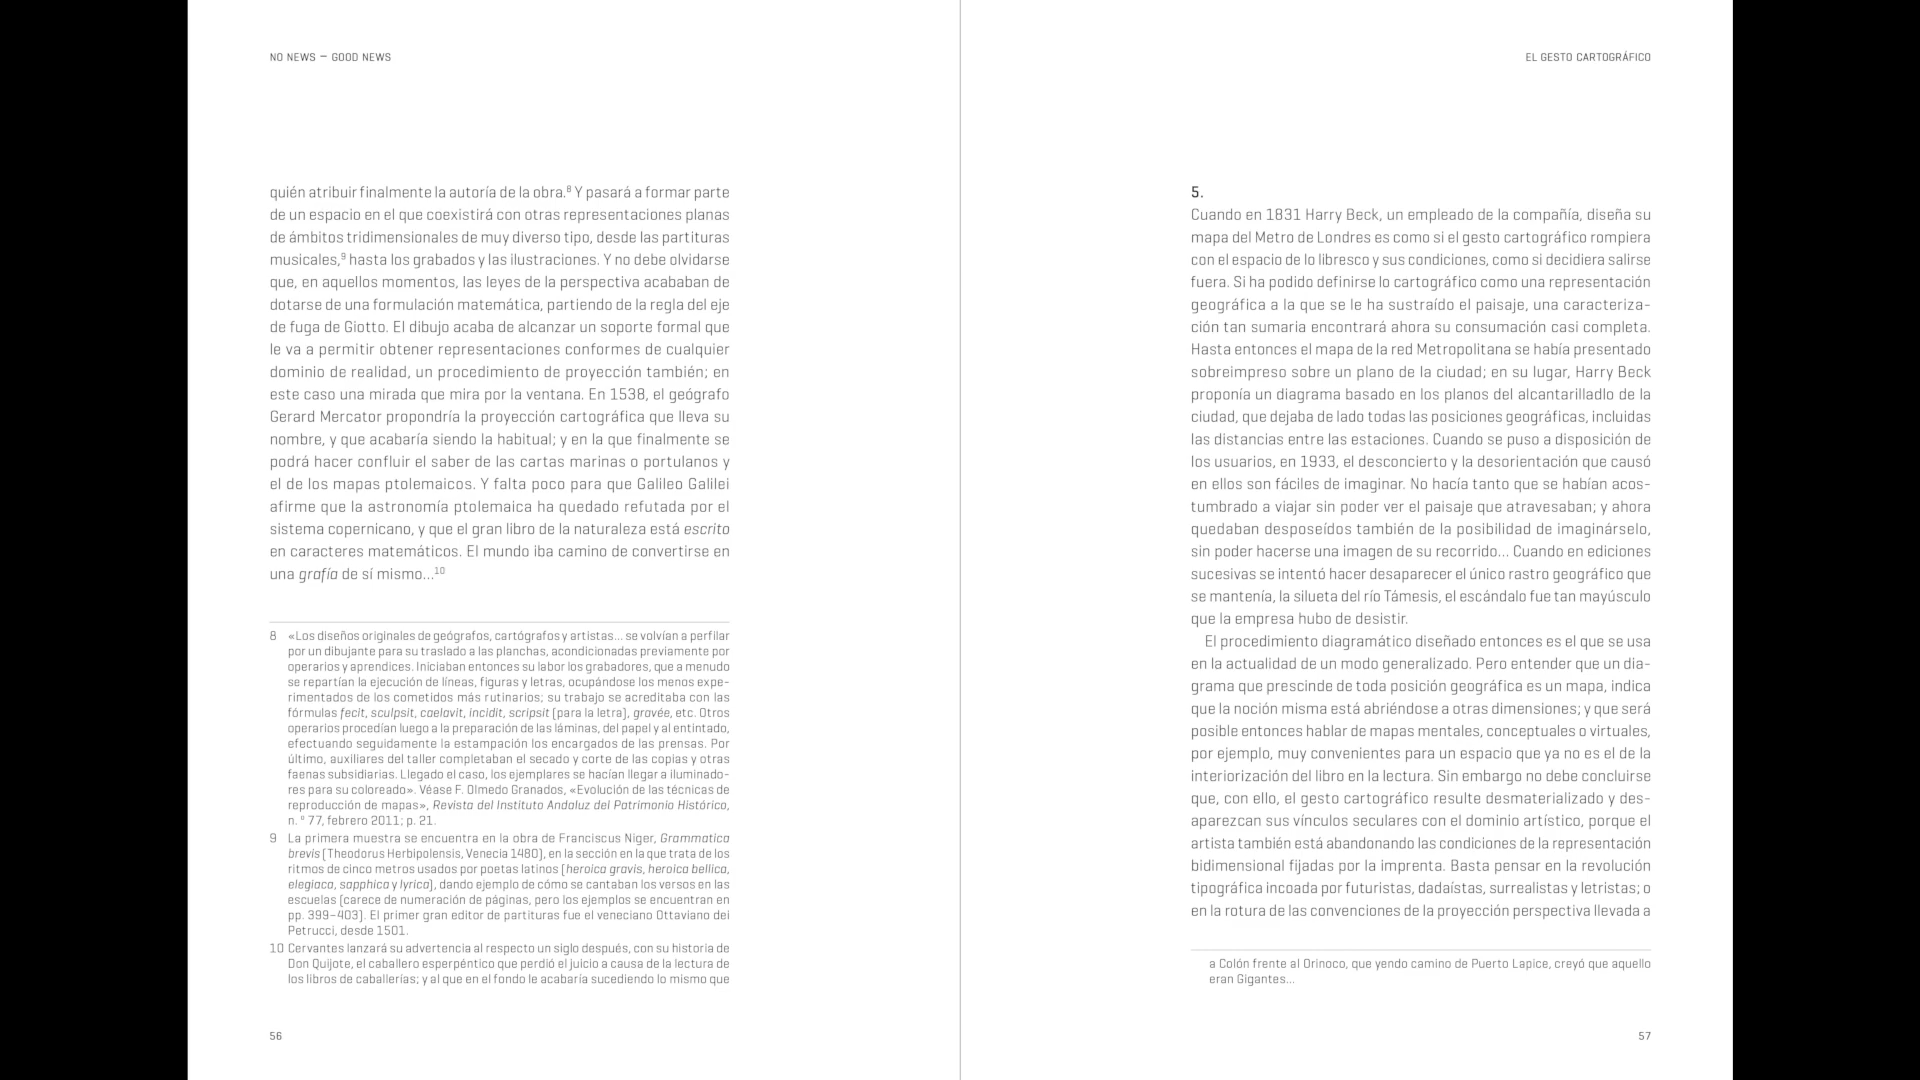 NO NEWS — GOOD NEWS
quién atribuir finalmente la autoría de la obra.⁸ Y pasará a formar parte
de un espacio en el que coexistirá con otras representaciones planas
de ámbitos tridimensionales de muy diverso tipo, desde las partituras
musicales,⁹ hasta los grabados y las ilustraciones. Y no debe olvidarse
que, en aquellos momentos, las leyes de la perspectiva acababan de
dotarse de una formulación matemática, partiendo de la regla del eje
de fuga de Giotto. El dibujo acaba de alcanzar un soporte formal que
le va a permitir obtener representaciones conformes de cualquier
dominio de realidad, un procedimiento de proyección también; en
este caso una mirada que mira por la ventana. En 1538, el geógrafo
Gerard Mercator propondría la proyección cartográfica que lleva su
nombre, y que acabaría siendo la habitual; y en la que finalmente se
podrá hacer confluir el saber de las cartas marinas o portulanos y
el de los mapas ptolemaicos. Y falta poco para que Galileo Galilei
afirme que la astronomía ptolemaica ha quedado refutada por el
sistema copernicano, y que el gran libro de la naturaleza está escrito
en caracteres matemáticos. El mundo iba camino de convertirse en
una grafía de sí mismo...¹⁰
8 «Los diseños originales de geógrafos, cartógrafos y artistas... se volvían a perfilar
por un dibujante para su traslado a las planchas, acondicionadas previamente por
operarios y aprendices. Iniciaban entonces su labor los grabadores, que a menudo
se repartían la ejecución de líneas, figuras y letras, ocupándose los menos expe-
rimentados de los cometidos más rutinarios; su trabajo se acreditaba con las
fórmulas fecit, sculpsit, caelavit, incidit, scripsit (para la letra), gravée, etc. Otros
operarios procedían luego a la preparación de las láminas, del papel y al entintado,
efectuando seguidamente la estampación los encargados de las prensas. Por
último, auxiliares del taller completaban el secado y corte de las copias y otras
faenas subsidiarias. Llegado el caso, los ejemplares se hacían llegar a iluminado-
res para su coloreado». Véase F. Olmedo Granados, «Evolución de las técnicas de
reproducción de mapas», Revista del Instituto Andaluz del Patrimonio Histórico,
n. º 77, febrero 2011; p. 21.
9 La primera muestra se encuentra en la obra de Franciscus Niger, Grammatica
brevis (Theodorus Herbipolensis, Venecia 1480), en la sección en la que trata de los
ritmos de cinco metros usados por poetas latinos (heroica gravis, heroica bellica,
elegiaca, sapphica y lyrica), dando ejemplo de cómo se cantaban los versos en las
escuelas (carece de numeración de páginas, pero los ejemplos se encuentran en
pp. 399–403). El primer gran editor de partituras fue el veneciano Ottaviano dei
Petrucci, desde 1501.
10 Cervantes lanzará su advertencia al respecto un siglo después, con su historia de
Don Quijote, el caballero esperpéntico que perdió el juicio a causa de la lectura de
los libros de caballerías; y al que en el fondo le acabaría sucediendo lo mismo que
56
EL GESTO CARTOGRÁFICO
5.
Cuando en 1831 Harry Beck, un empleado de la compañía, diseña su
mapa del Metro de Londres es como si el gesto cartográfico rompiera
con el espacio de lo libresco y sus condiciones, como si decidiera salirse
fuera. Si ha podido definirse lo cartográfico como una representación
geográfica a la que se le ha sustraído el paisaje, una caracteriza-
ción tan sumaria encontrará ahora su consumación casi completa.
Hasta entonces el mapa de la red Metropolitana se había presentado
sobreimpreso sobre un plano de la ciudad; en su lugar, Harry Beck
proponía un diagrama basado en los planos del alcantarilladlo de la
ciudad, que dejaba de lado todas las posiciones geográficas, incluidas
las distancias entre las estaciones. Cuando se puso a disposición de
los usuarios, en 1933, el desconcierto y la desorientación que causó
en ellos son fáciles de imaginar. No hacía tanto que se habían acos-
tumbrado a viajar sin poder ver el paisaje que atravesaban; y ahora
quedaban desposeídos también de la posibilidad de imaginárselo,
sin poder hacerse una imagen de su recorrido... Cuando en ediciones
sucesivas se intentó hacer desaparecer el único rastro geográfico que
se mantenía, la silueta del río Támesis, el escándalo fue tan mayúsculo
que la empresa hubo de desistir.
El procedimiento diagramático diseñado entonces es el que se usa
en la actualidad de un modo generalizado. Pero entender que un dia-
grama que prescinde de toda posición geográfica es un mapa, indica
que la noción misma está abriéndose a otras dimensiones; y que será
posible entonces hablar de mapas mentales, conceptuales o virtuales,
por ejemplo, muy convenientes para un espacio que ya no es el de la
interiorización del libro en la lectura. Sin embargo no debe concluirse
que, con ello, el gesto cartográfico resulte desmaterializado y des-
aparezcan sus vínculos seculares con el dominio artístico, porque el
artista también está abandonando las condiciones de la representación
bidimensional fijadas por la imprenta. Basta pensar en la revolución
tipográfica incoada por futuristas, dadaístas, surrealistas y letristas; o
en la rotura de las convenciones de la proyección perspectiva llevada a
a Colón frente al Orinoco, que yendo camino de Puerto Lapice, creyó que aquello
eran Gigantes...
57